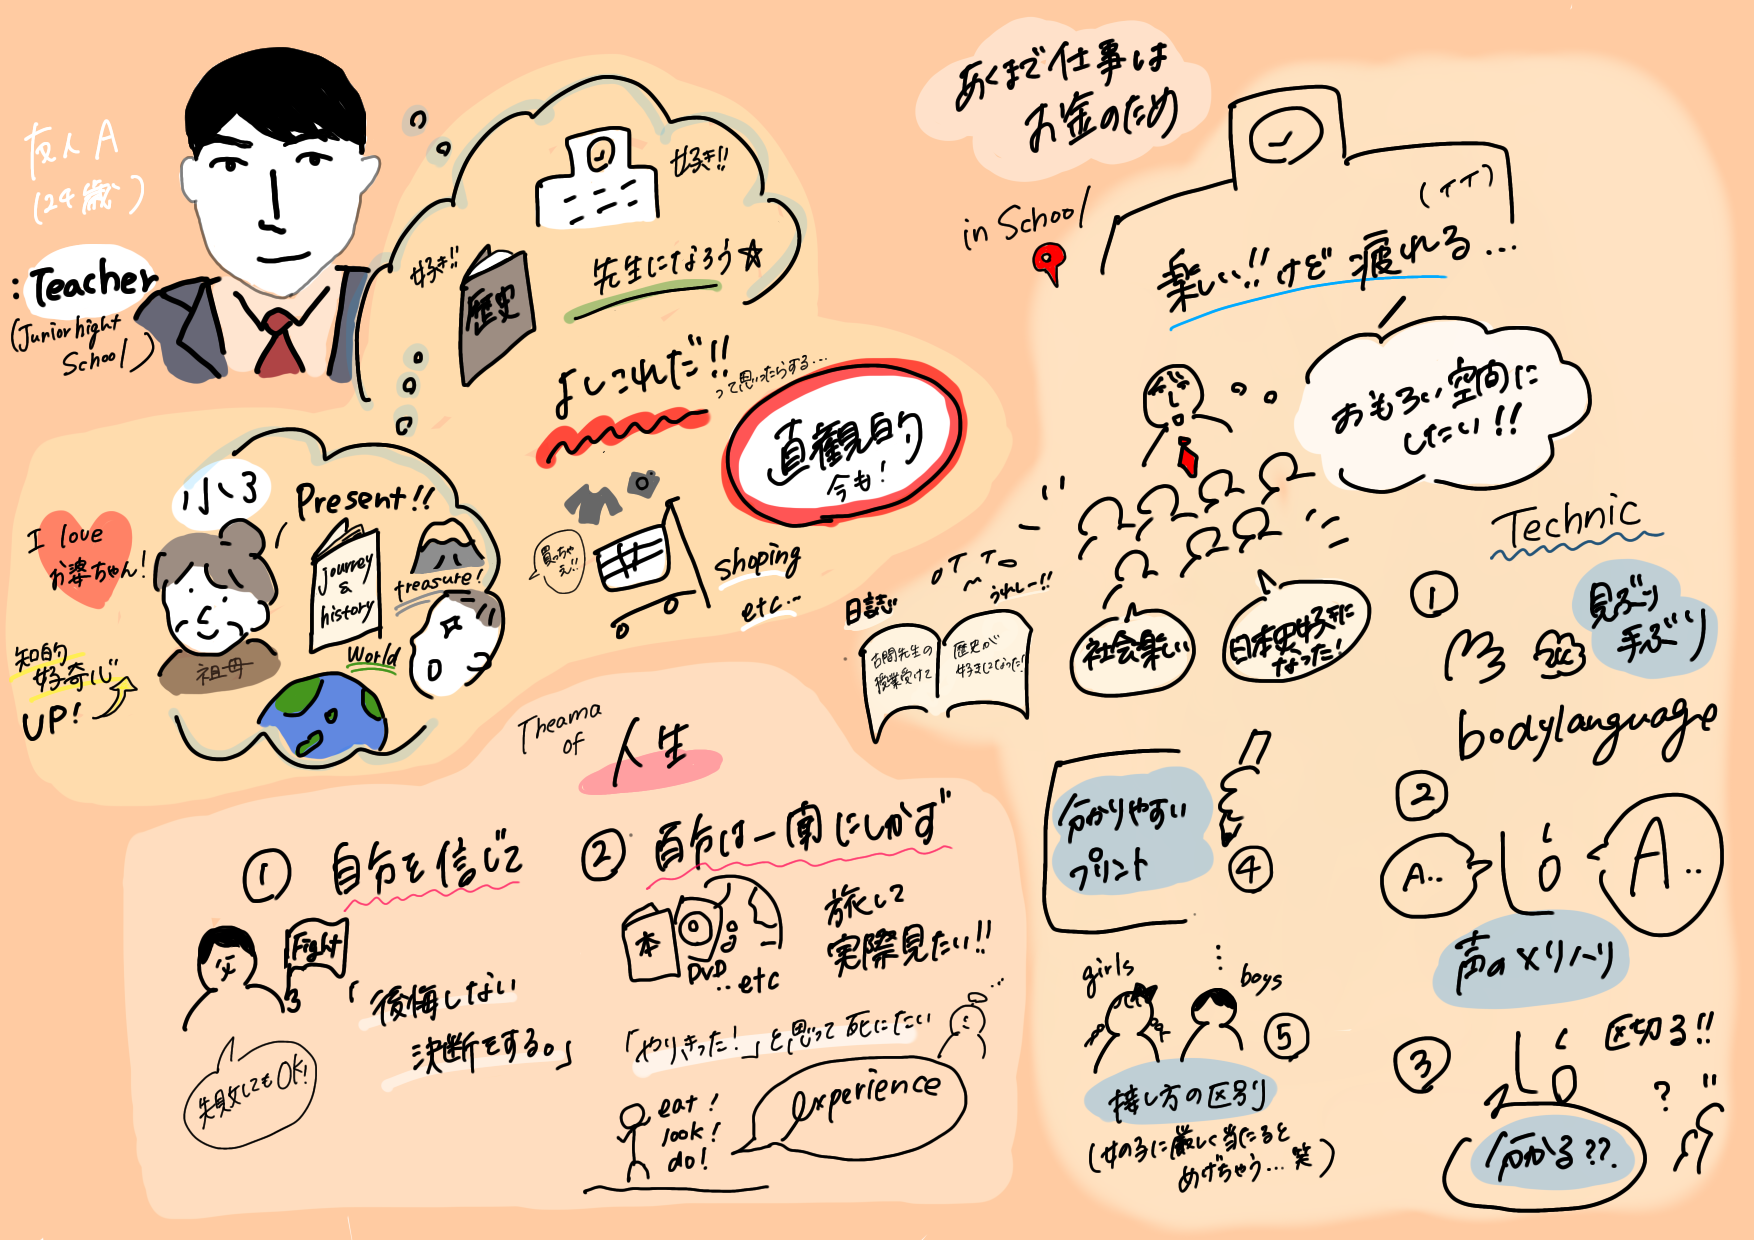 友人A
(24歳)
:Teacher
(Junior hight
School)
好き!!
好き!!
歴史
先生になろう☆
よしこれだ!!
って思ったらする...
直観的
今も!
買っちゃえ!!
shoping
etc...
小3
Present!!
I love
お婆ちゃん!
journey
&
history
treasure!
World
祖母
知的
好奇心
UP!
Theama
of
人生
① 自分を信じて
Fight
「後悔しない
決断をする。」
失敗してもOK!
② 百分は一聞にしかず
本
DVD
..etc
旅して
実際見たい!!
「やりきった!」と思って死にたい
eat!
look!
do!
experience
あくまで仕事は
お金のため
in School
(イイ)
楽しい!!けど疲れる...
おもろい空間に
したい!!
日誌
うれしー!!
授業受けて
歴史が
好きになった!
社会楽しい
日本史好きに
なった!
Technic
①
見ぶり
手ぶり
bodylanguage
②
A..
A..
声のメリハリ
③
区切る!!
?
分かる??
分かりやすい
プリント
④
girls
boys
⑤
接し方の区別
(女の子に厳しく当たると
めげちゃう...笑)